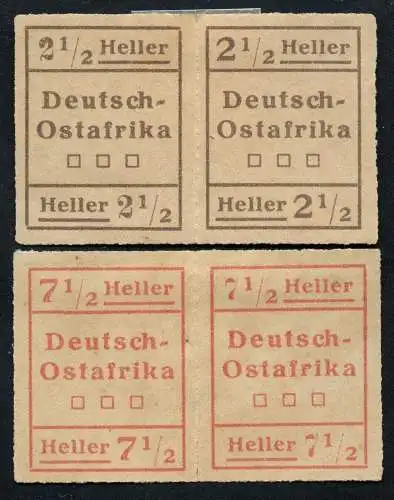 2 1/2 Heller
Deutsch-
Ostafrika
Heller 2 1/2
2 1/2 Heller
Deutsch-
Ostafrika
Heller 2 1/2
7 1/2 Heller
Deutsch-
Ostafrika
Heller 7 1/2
7 1/2 Heller
Deutsch-
Ostafrika
Heller 7 1/2